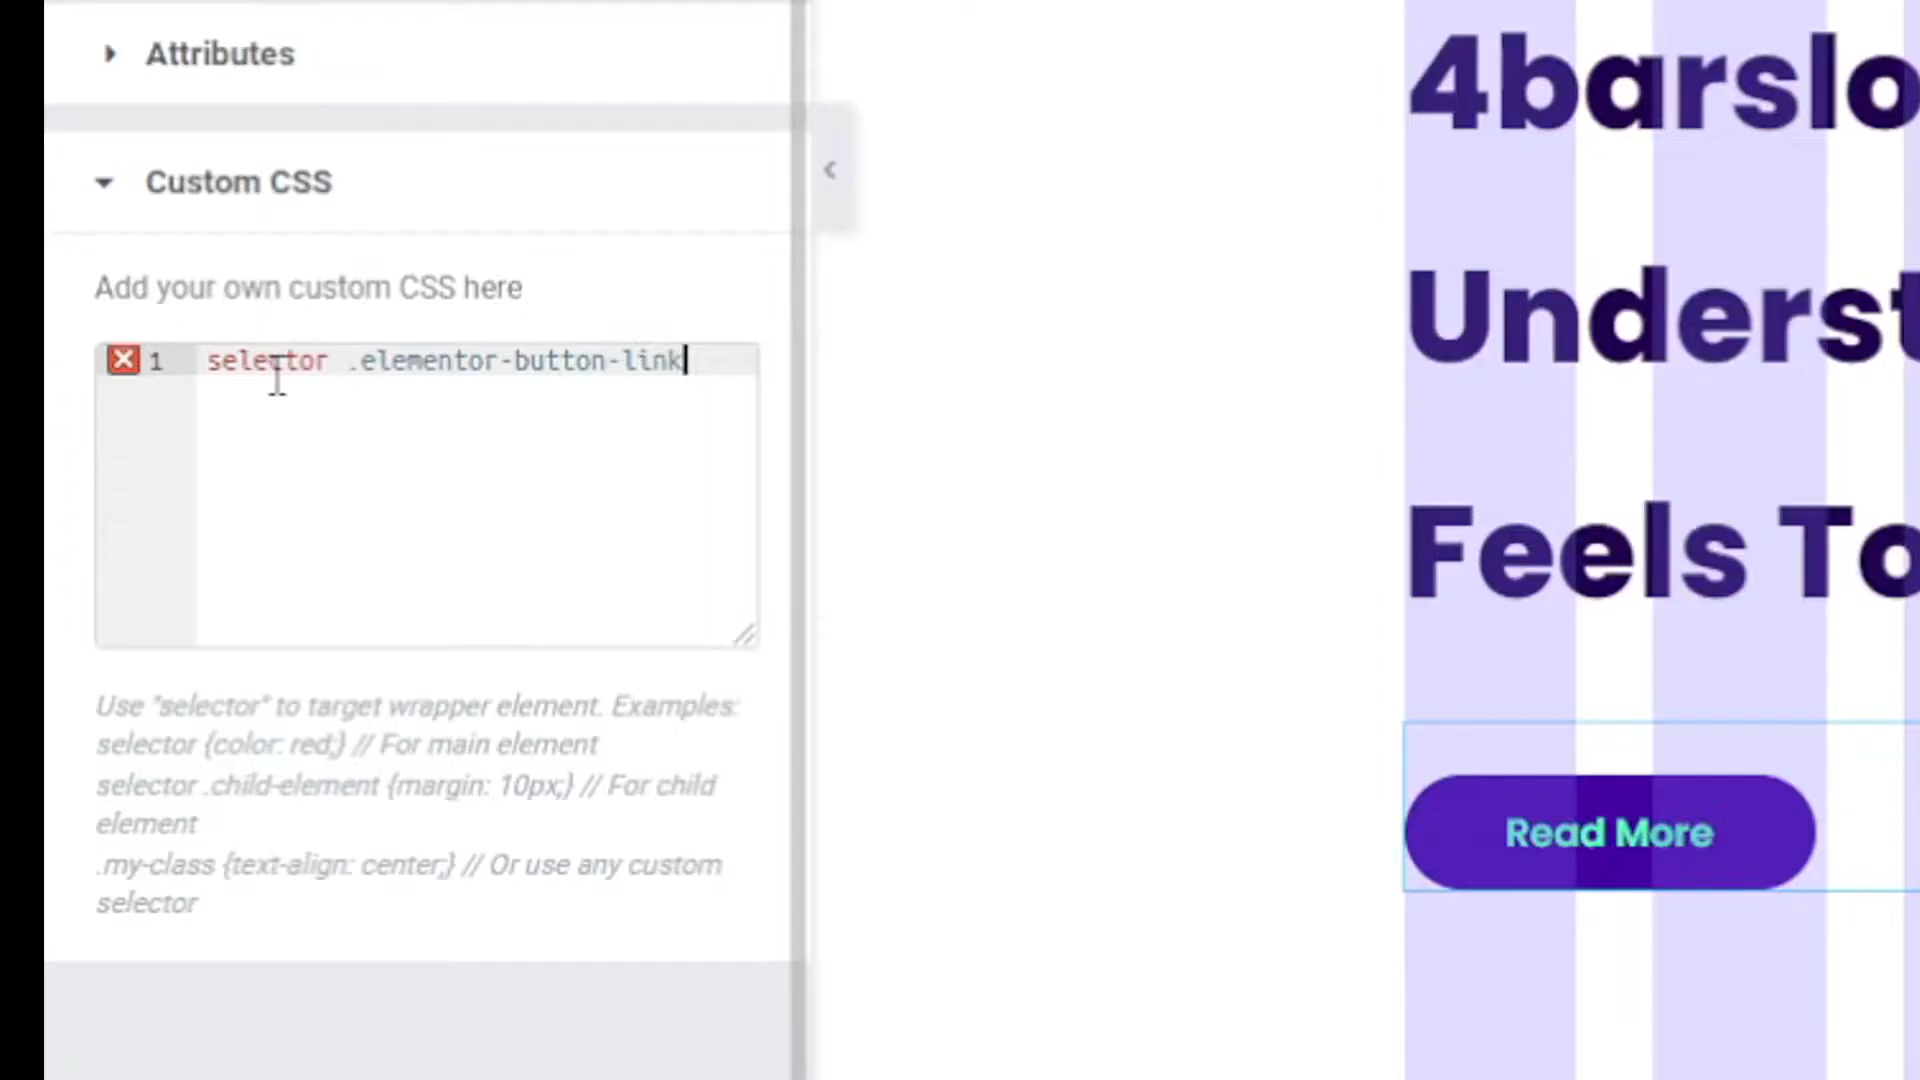 Attributes
Custom CSS
Add your own custom CSS here
1 selector .elementor-button-link
Use "selector" to target wrapper element. Examples:
selector {color: red;} // For main element
selector .child-element {margin: 10px;} // For child
element
.my-class {text-align: center;} // Or use any custom
selector
4barslo
Underst
Feels To
Read More